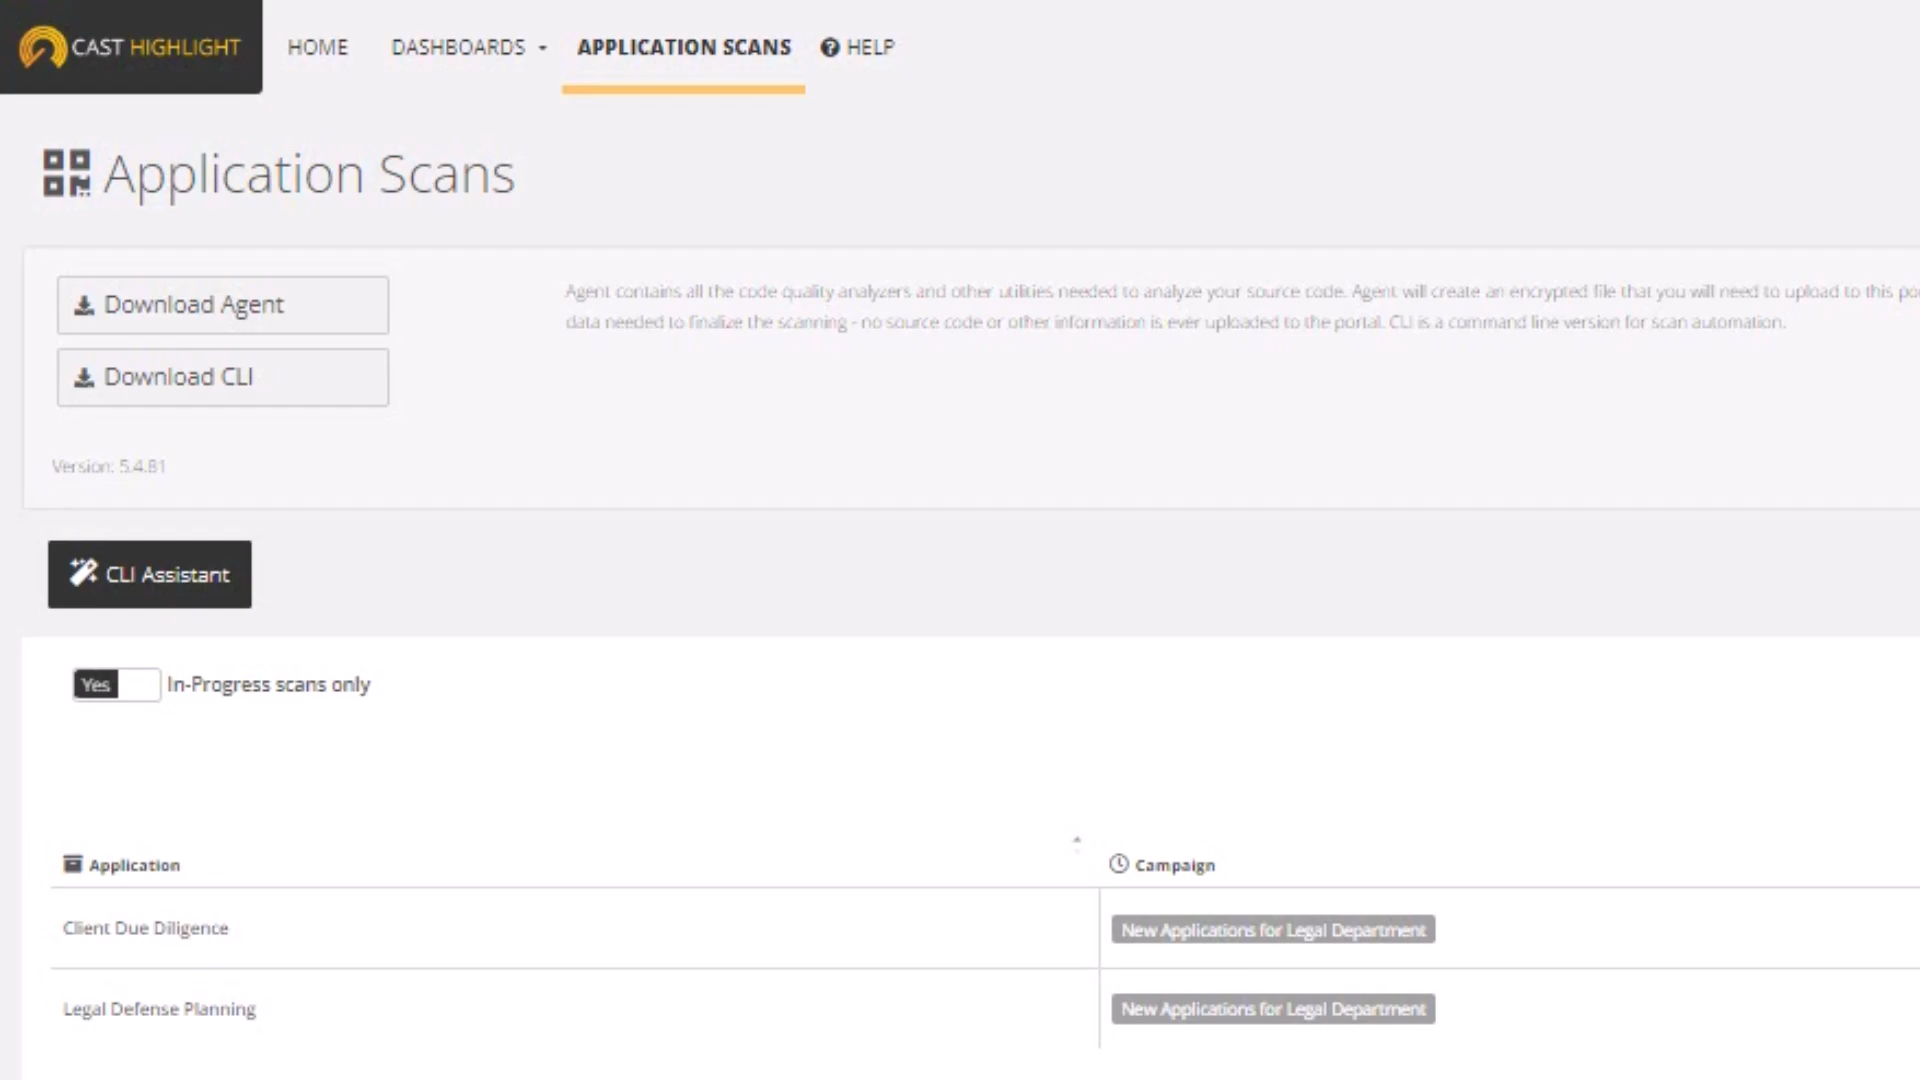 CAST HIGHLIGHT HOME DASHBOARDS APPLICATION SCANS HELP
Application Scans
Download Agent
Agent contains all the code quality analyzers and other utilities needed to analyze your source code. Agent will create an encrypted file that you will need to upload to this
data needed to finalize the scanning - no source code or other information is ever uploaded to the portal. CLI is a command line version for scan automation.
Download CLI
Version: 5.4.81
CLI Assistant
Yes In-Progress scans only
Application Campaign
Client Due Diligence New Applications for Legal Department
Legal Defense Planning New Applications for Legal Department